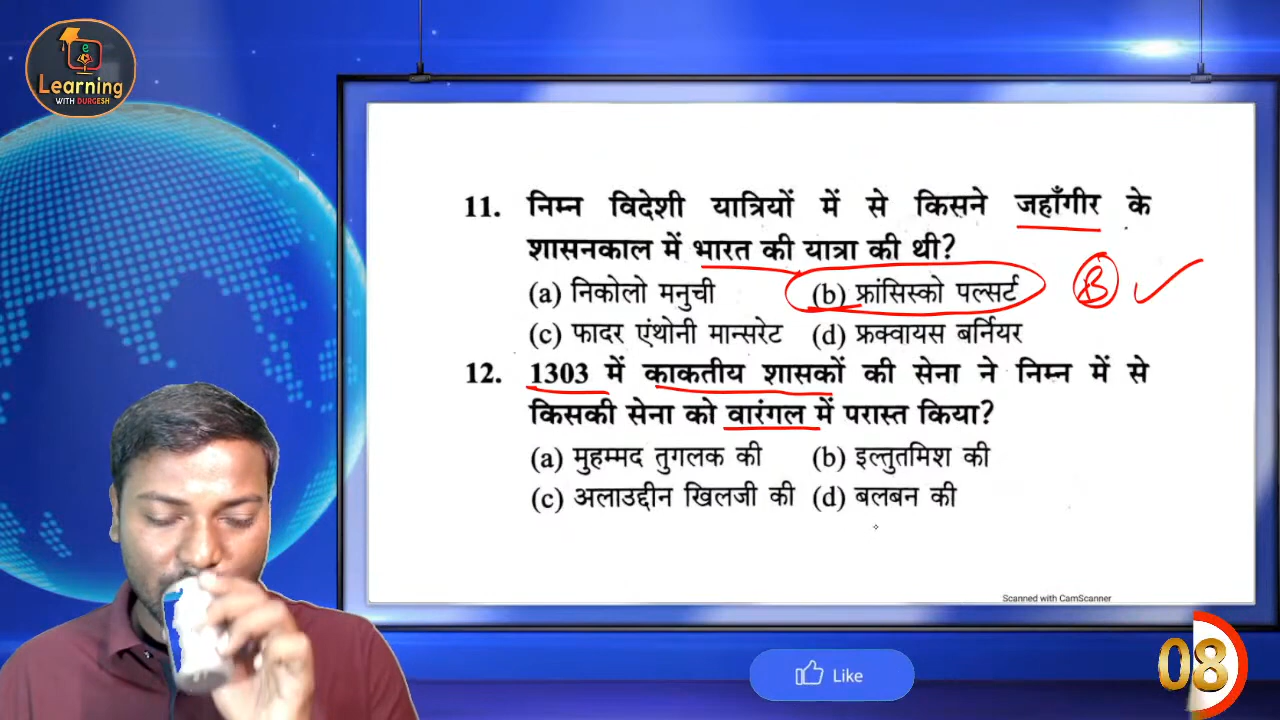 e
Learning
WITH DURGESH
11. निम्न विदेशी यात्रियों में से किसने जहाँगीर के
शासनकाल में भारत की यात्रा की थी?
(a) निकोलो मनुची (b) फ्रांसिस्को पल्सर्ट
B ✓
(c) फादर एंथोनी मान्सरेट (d) फ्रक्वायस बर्नियर
12. 1303 में काकतीय शासकों की सेना ने निम्न में से
किसकी सेना को वारंगल में परास्त किया?
(a) मुहम्मद तुगलक की (b) इल्तुतमिश की
(c) अलाउद्दीन खिलजी की (d) बलबन की
Scanned with CamScanner
Like
08